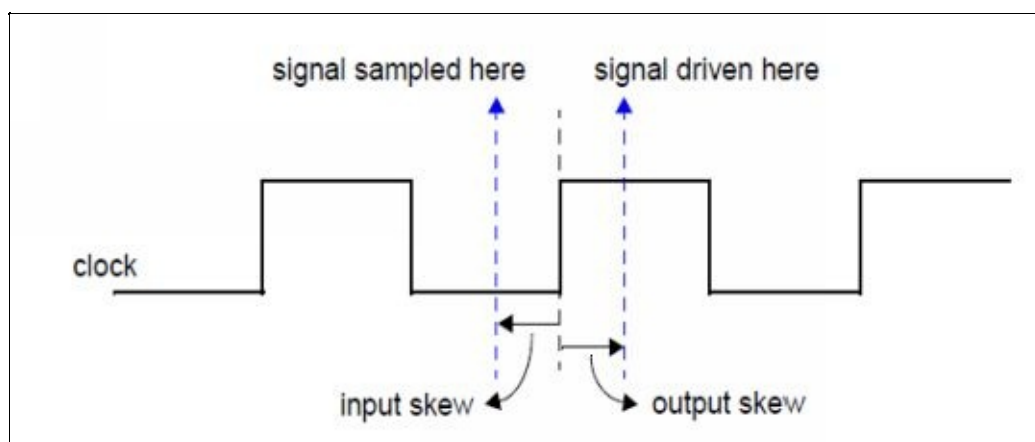 signal sampled here
signal driven here
clock
input skew
output skew